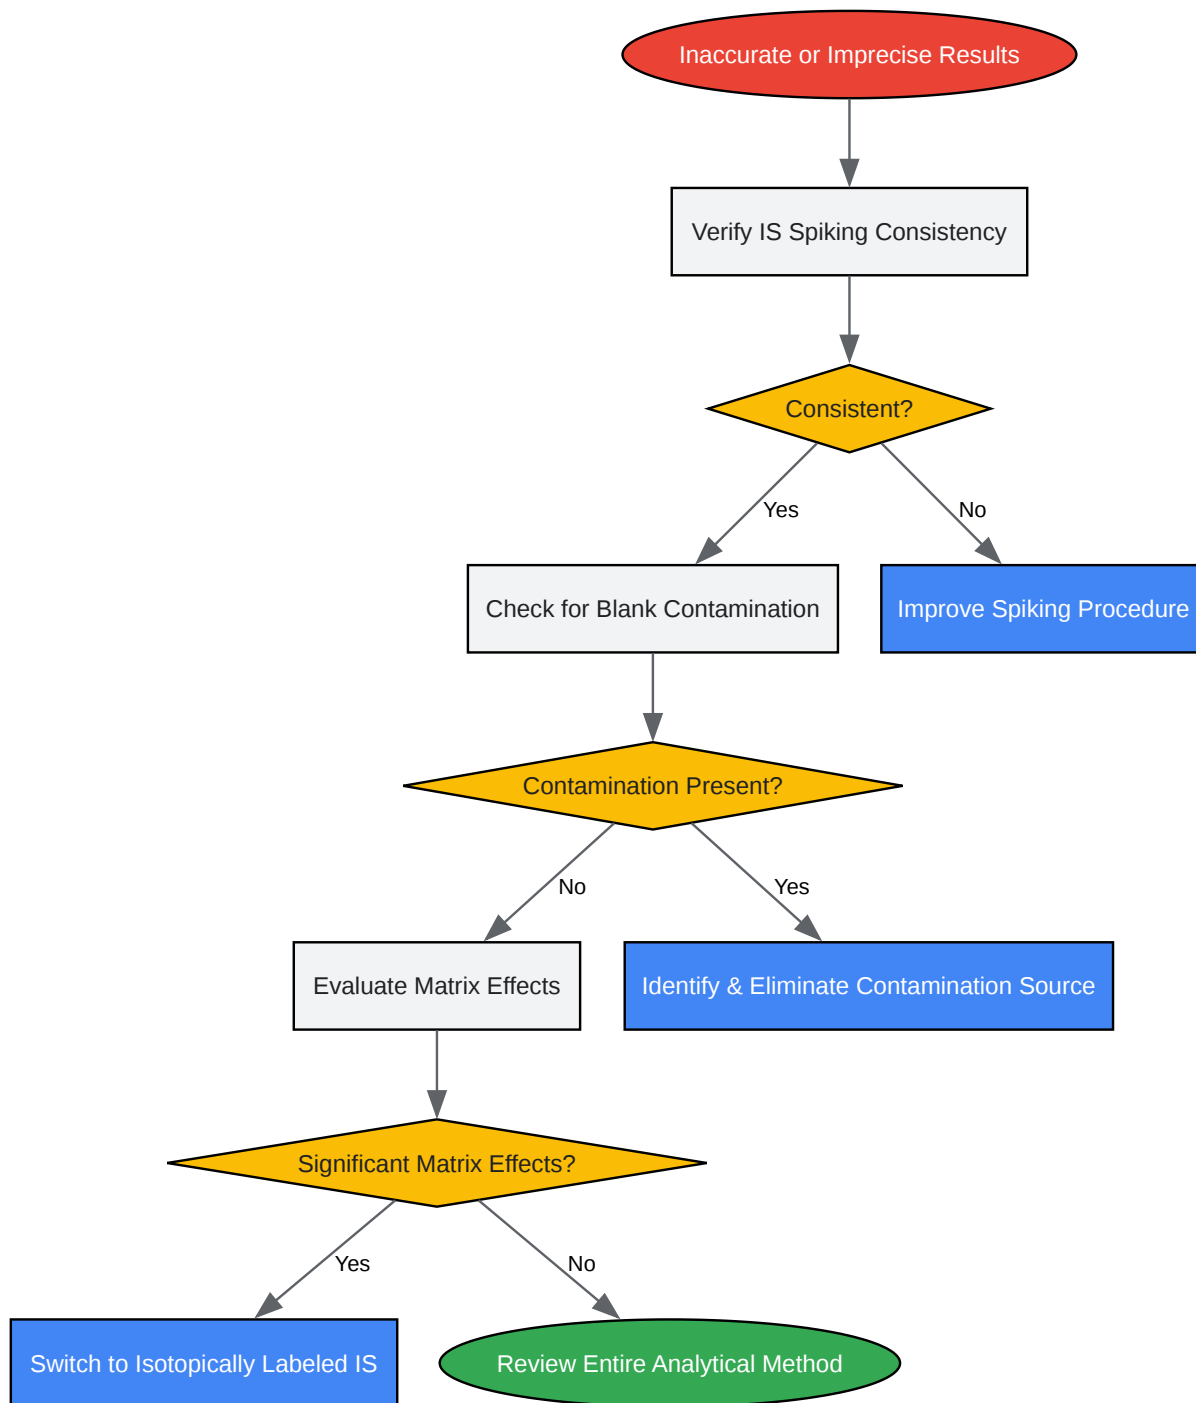 Inaccurate or Imprecise Results
Verify IS Spiking Consistency
Consistent?
Yes
No
Check for Blank Contamination
Improve Spiking Procedure
Contamination Present?
No
Yes
Evaluate Matrix Effects
Identify & Eliminate Contamination Source
Significant Matrix Effects?
Yes
No
Switch to Isotopically Labeled IS
Review Entire Analytical Method